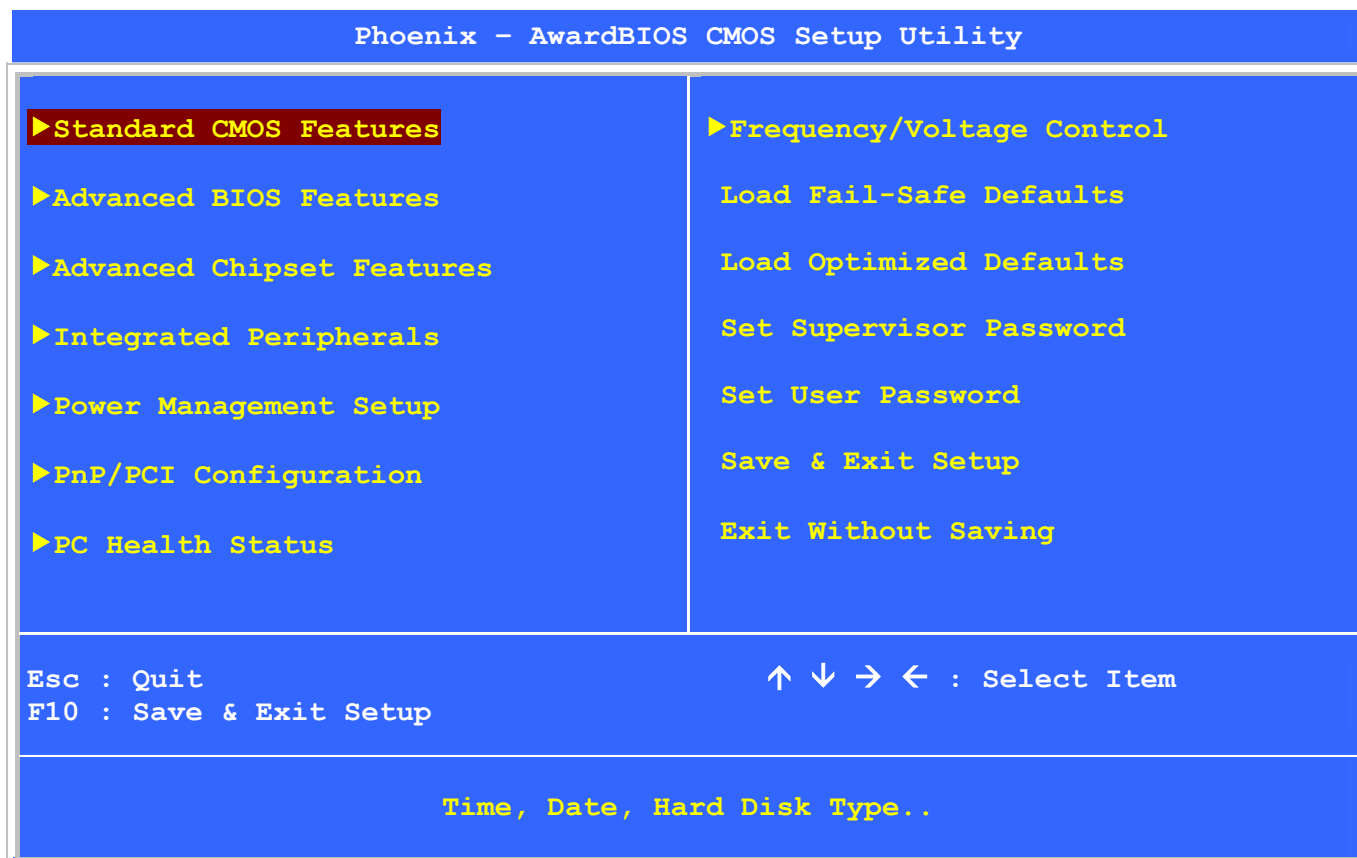 Phoenix – AwardBIOS CMOS Setup Utility
▶Standard CMOS Features
▶Advanced BIOS Features
▶Advanced Chipset Features
▶Integrated Peripherals
▶Power Management Setup
▶PnP/PCI Configuration
▶PC Health Status
▶Frequency/Voltage Control
Load Fail-Safe Defaults
Load Optimized Defaults
Set Supervisor Password
Set User Password
Save & Exit Setup
Exit Without Saving
Esc : Quit
F10 : Save & Exit Setup
↑ ↓ → ← : Select Item
Time, Date, Hard Disk Type..